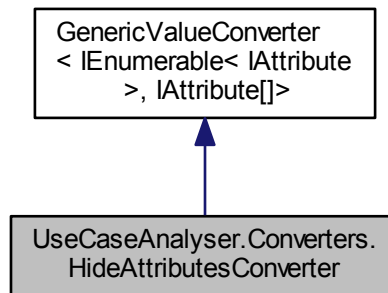 GenericValueConverter
< IEnumerable< IAttribute
>, IAttribute[]>
UseCaseAnalyser.Converters.
HideAttributesConverter